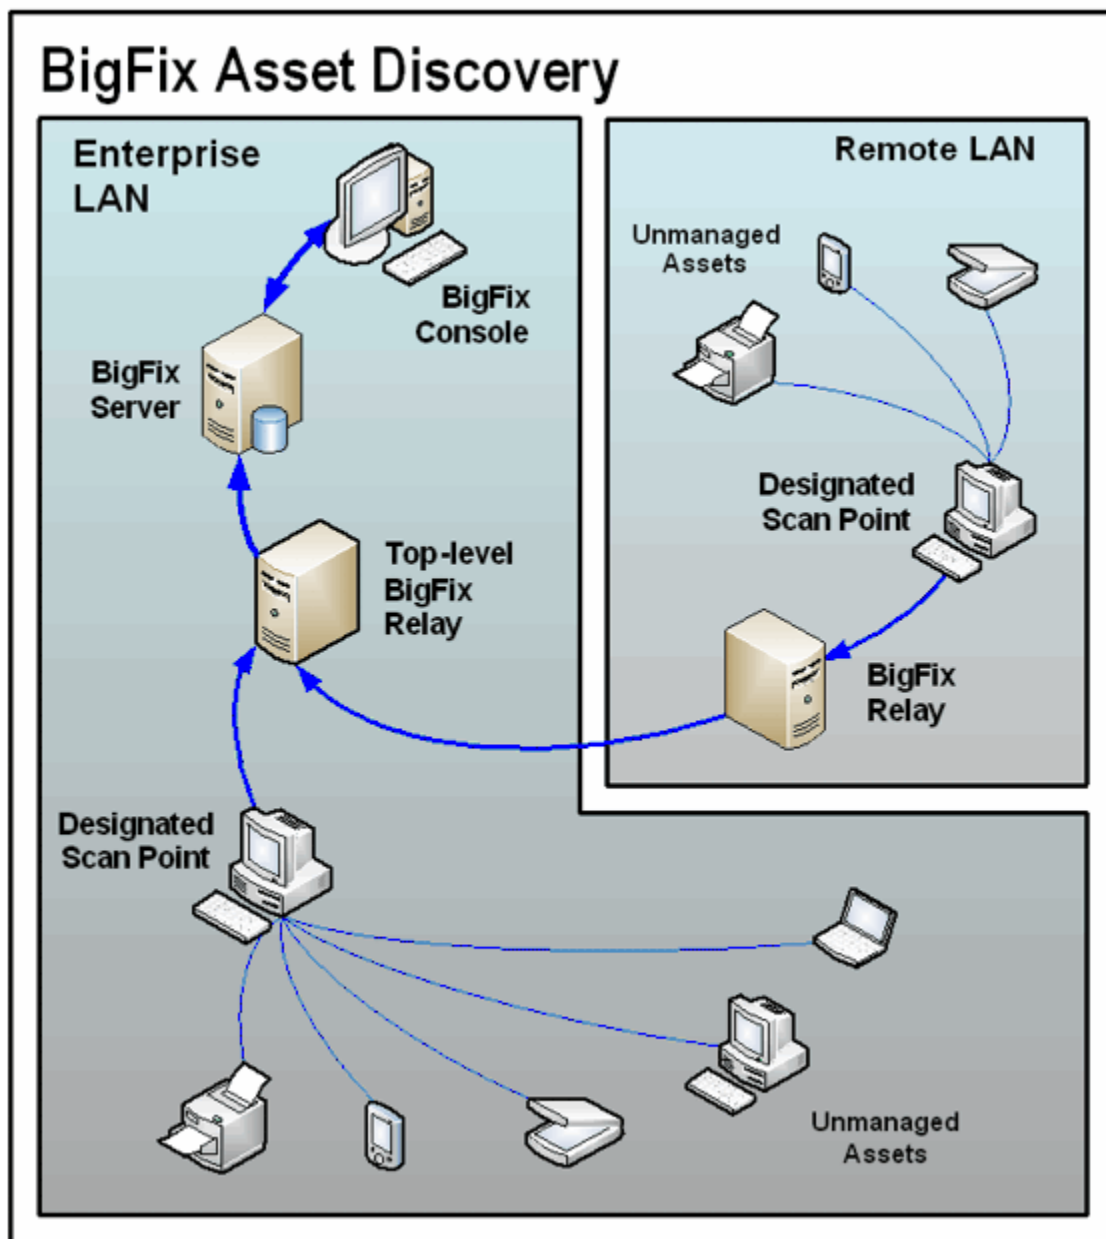 BigFix Asset Discovery
Enterprise
LAN
BigFix
Console
BigFix
Server
Top-level
BigFix
Relay
Designated
Scan Point
Unmanaged
Assets
Remote LAN
Unmanaged
Assets
Designated
Scan Point
BigFix
Relay